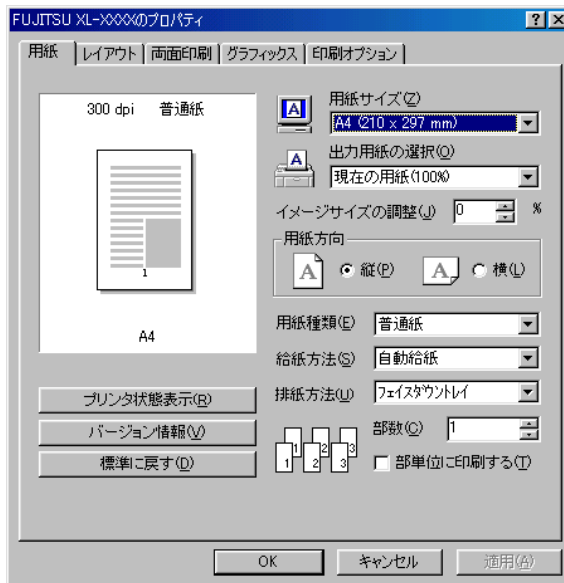 FUJITSU XL-XXXXのプロパティ
用紙 レイアウト 両面印刷 グラフィックス 印刷オプション
300 dpi 普通紙
1
A4
プリンタ状態表示(R)
バージョン情報(V)
標準に戻す(D)
用紙サイズ(Z)
A4 (210 x 297 mm)
出力用紙の選択(O)
現在の用紙(100%)
イメージサイズの調整(J) 0 %
用紙方向
A 縦(P) A 横(L)
用紙種類(E) 普通紙
給紙方法(S) 自動給紙
排紙方法(U) フェイスダウントレイ
部数(C) 1
1 1 2 2 3 3
部単位に印刷する(T)
OK キャンセル 適用(A)